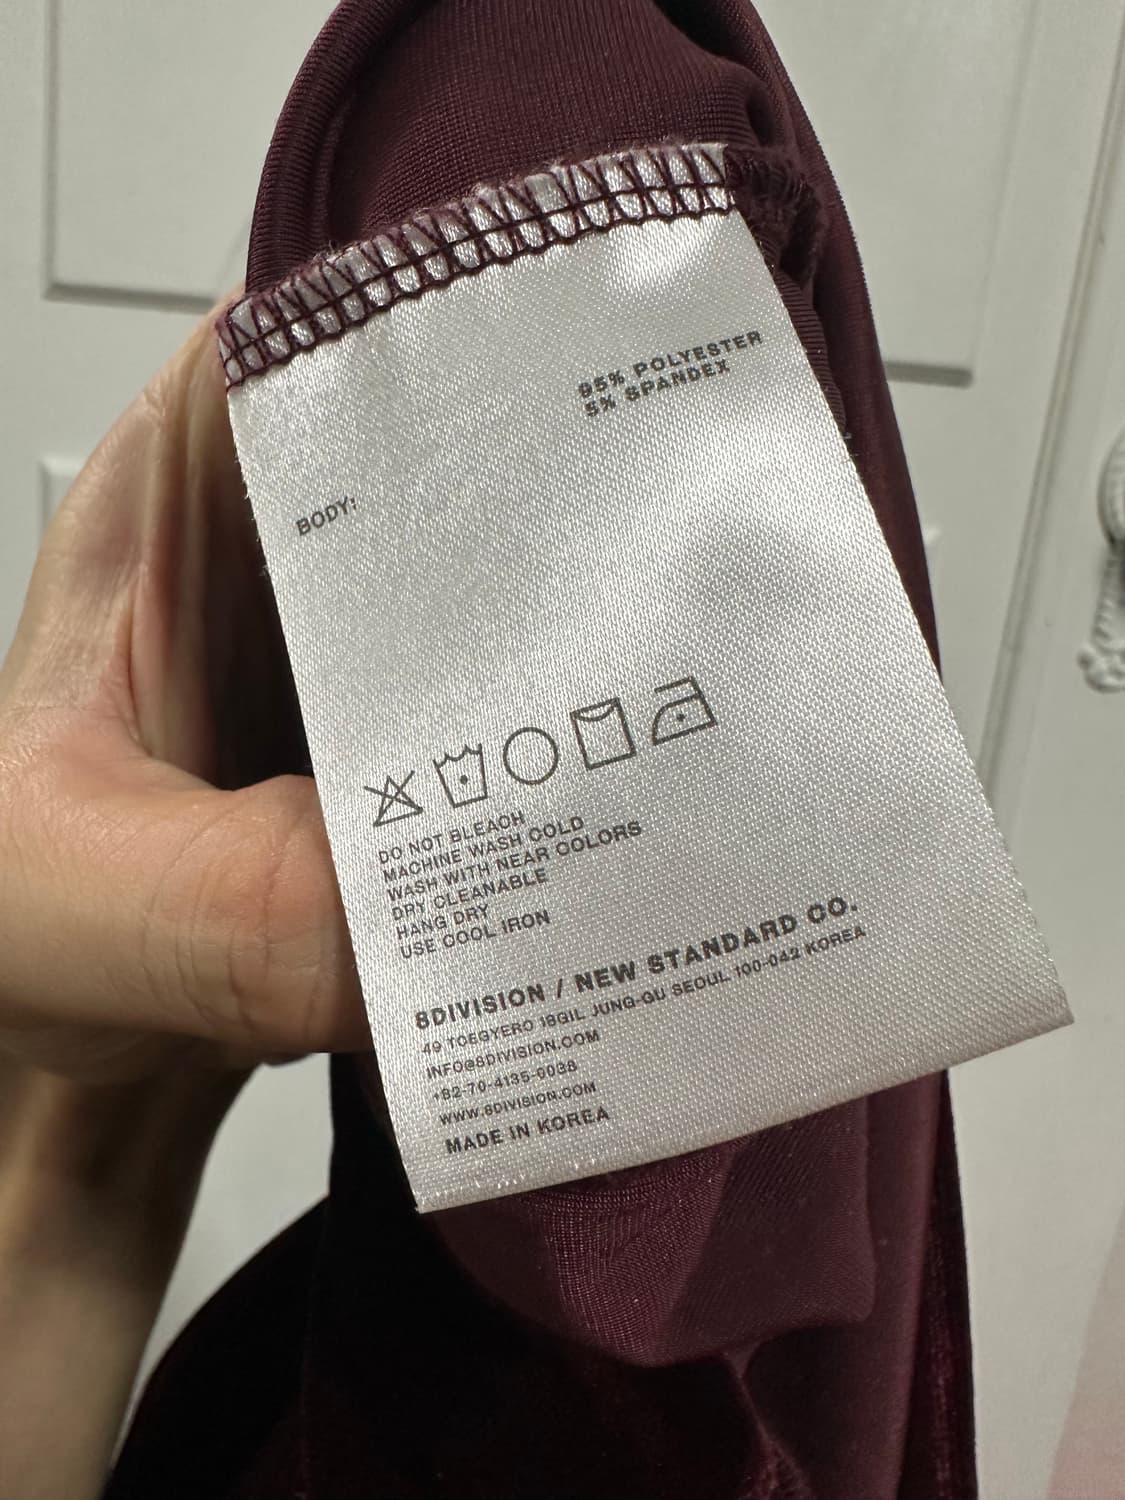 95% POLYESTER
5% SPANDEX
BODY:
DO NOT BLEACH
MACHINE WASH COLD
WASH WITH NEAR COLORS
DRY CLEANABLE
HANG DRY
USE COOL IRON
8DIVISION / NEW STANDARD CO.
49 TOEGYERO 18GIL JUNG-GU SEOUL 100-042 KOREA
INFO@8DIVISION.COM
+82-70-4135-0038
WWW.8DIVISION.COM
MADE IN KOREA